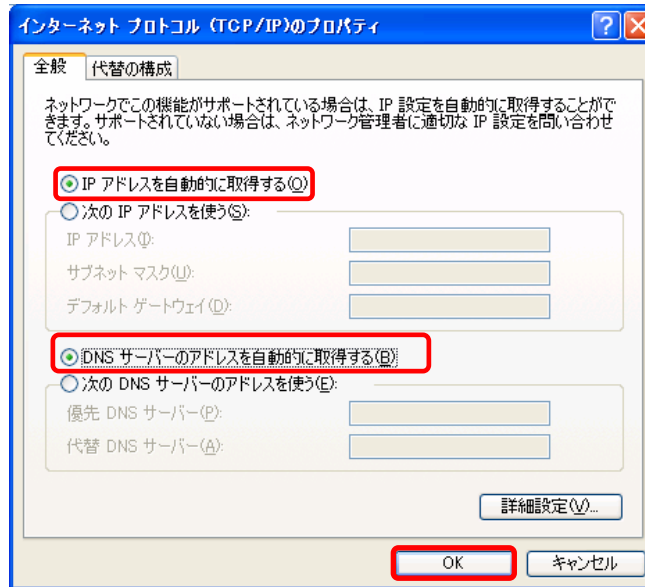 インターネット プロトコル (TCP/IP)のプロパティ
全般 代替の構成
ネットワークでこの機能がサポートされている場合は、IP 設定を自動的に取得することがで
きます。サポートされていない場合は、ネットワーク管理者に適切な IP 設定を問い合わせ
てください。
IP アドレスを自動的に取得する(O)
次の IP アドレスを使う(S):
IP アドレス(I):
サブネット マスク(U):
デフォルト ゲートウェイ(D):
DNS サーバーのアドレスを自動的に取得する(B)
次の DNS サーバーのアドレスを使う(E):
優先 DNS サーバー(P):
代替 DNS サーバー(A):
詳細設定(V)...
OK キャンセル